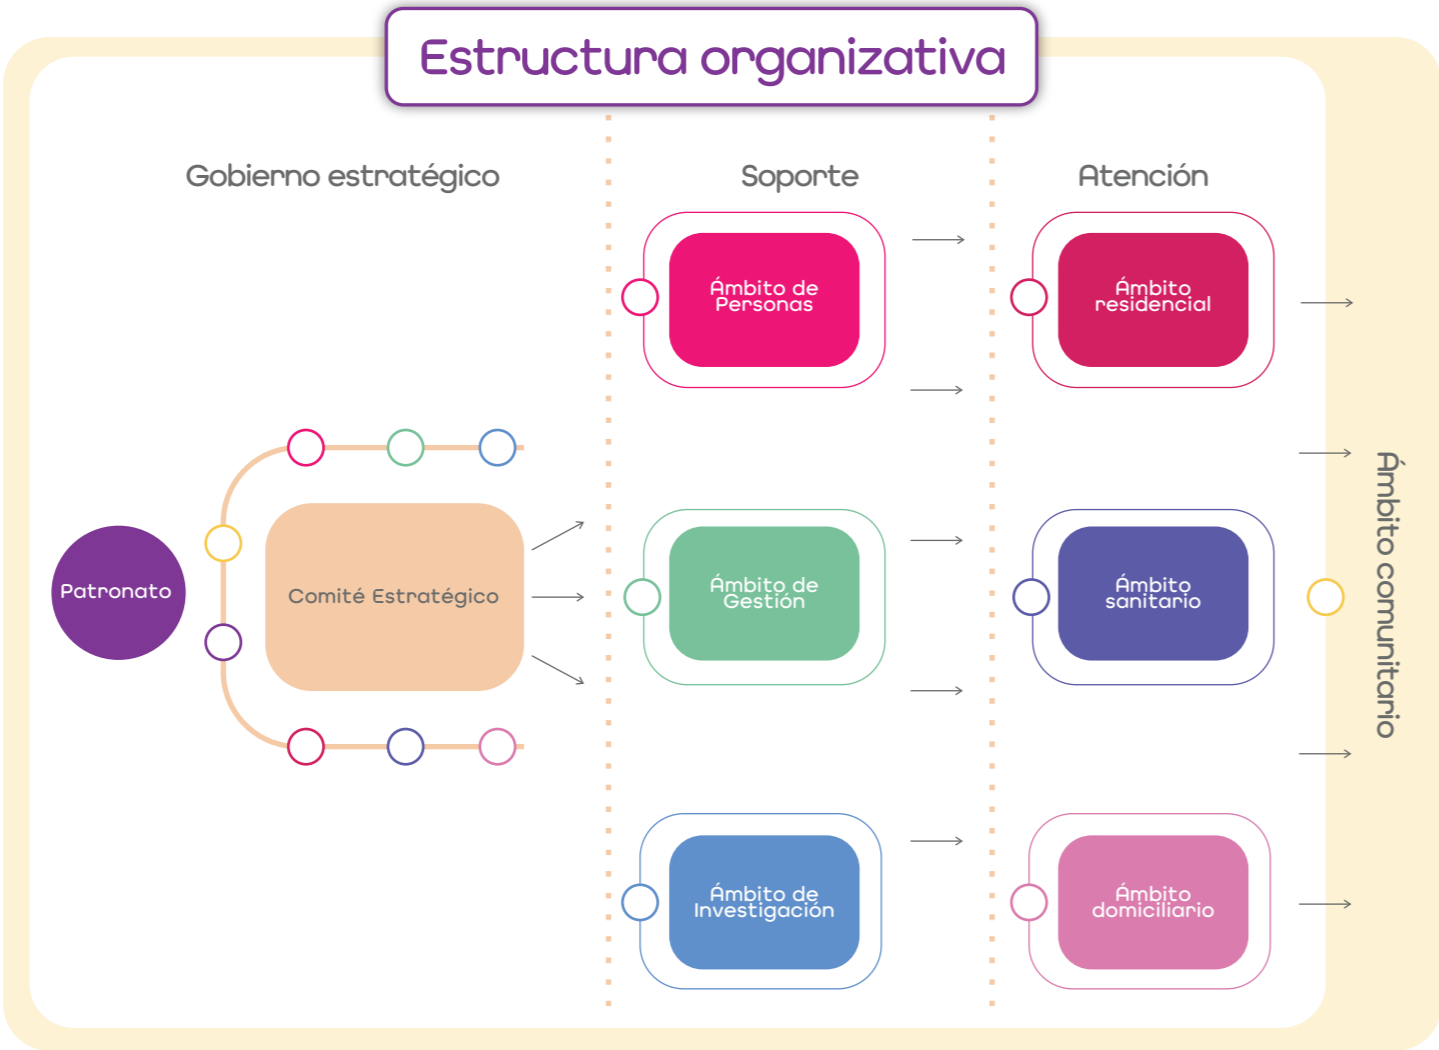 Estructura organizativa
Gobierno estratégico
Patronato
Comité Estratégico
Soporte
Ámbito de
Personas
Ámbito de
Gestión
Ámbito de
Investigación
Atención
Ámbito
residencial
Ámbito
sanitario
Ámbito
domiciliario
Ámbito comunitario